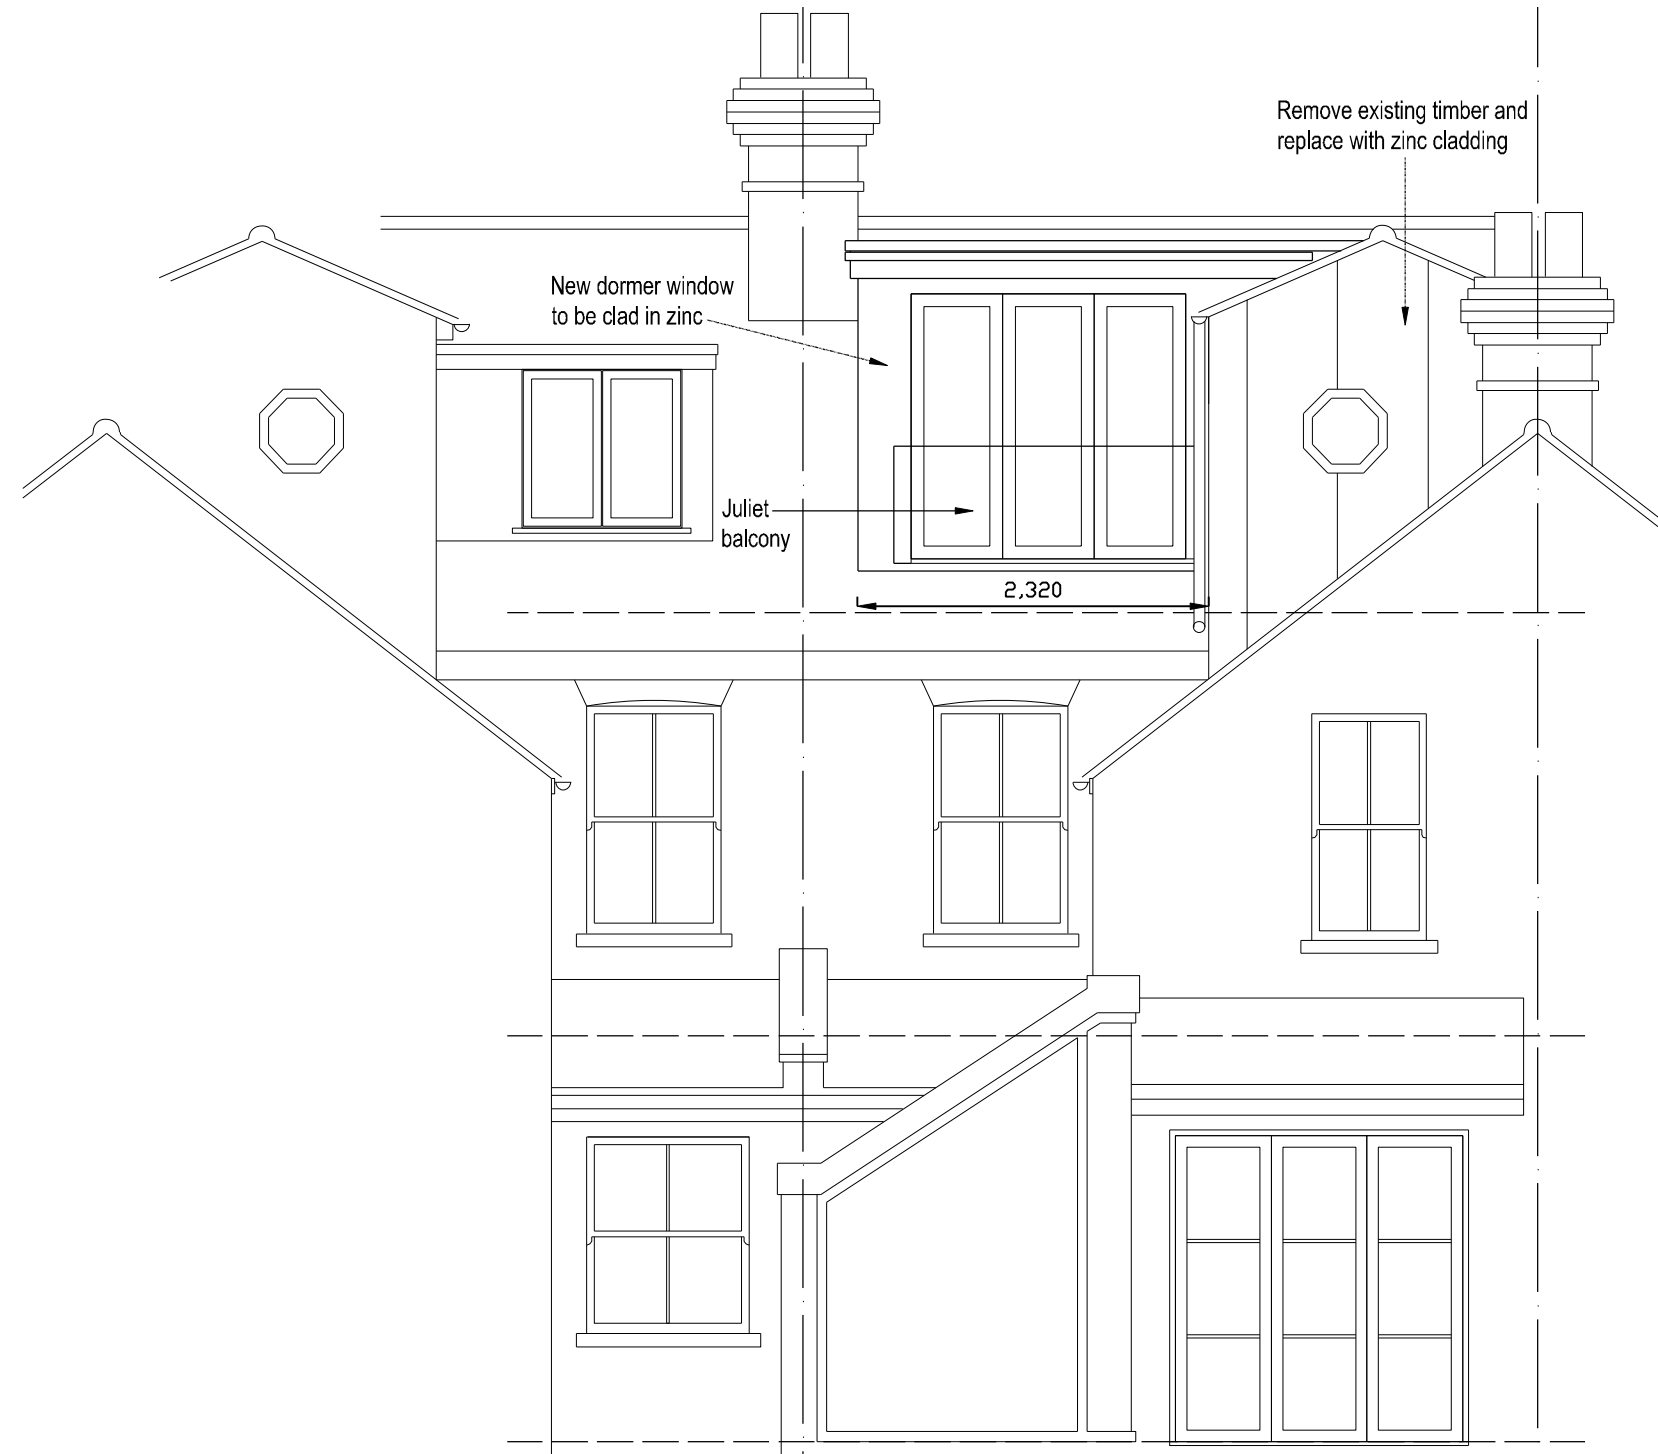 Remove existing timber and
replace with zinc cladding
New dormer window
to be clad in zinc
Juliet
balcony
2,320